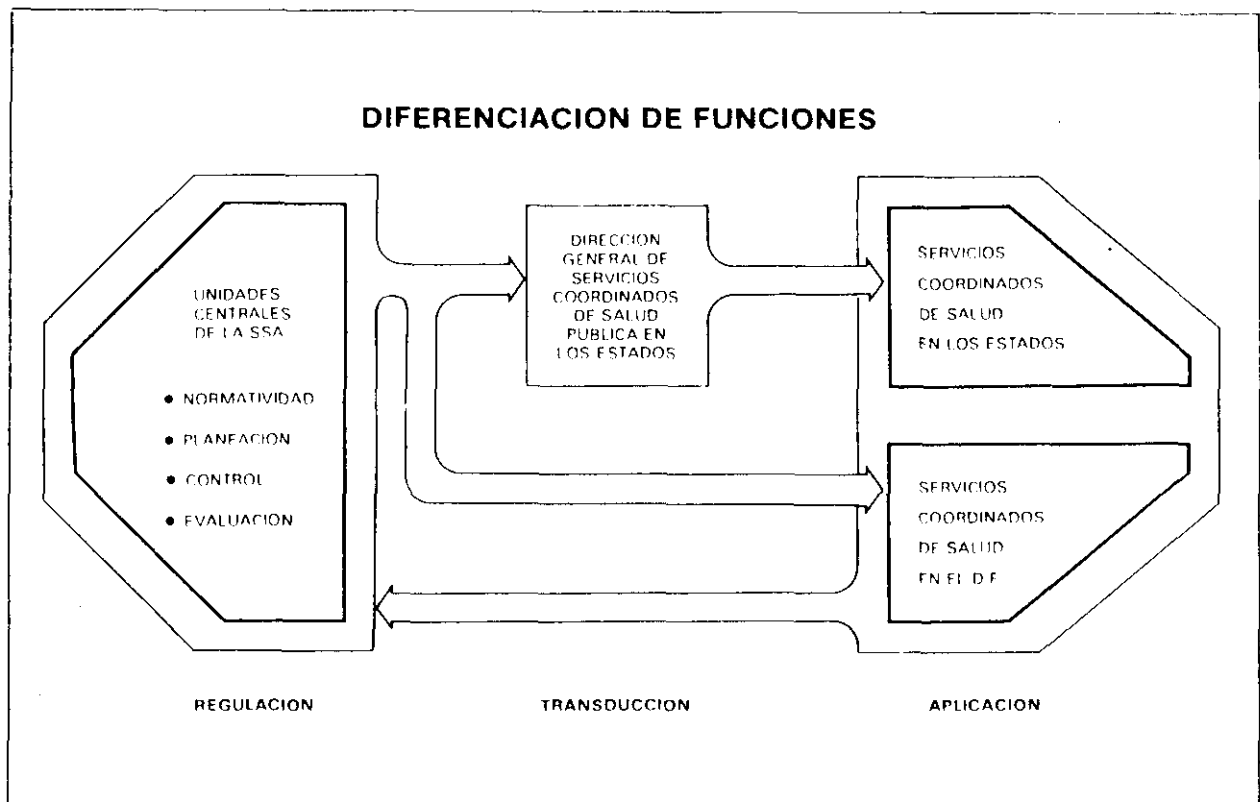 DIFERENCIACION DE FUNCIONES
UNIDADES
CENTRALES
DE LA SSA
● NORMATIVIDAD
● PLANEACION
● CONTROL
● EVALUACION
DIRECCION
GENERAL DE
SERVICIOS
COORDINADOS
DE SALUD
PUBLICA EN
LOS ESTADOS
SERVICIOS
COORDINADOS
DE SALUD
EN LOS ESTADOS
SERVICIOS
COORDINADOS
DE SALUD
EN EL D F
REGULACION
TRANSDUCCION
APLICACION